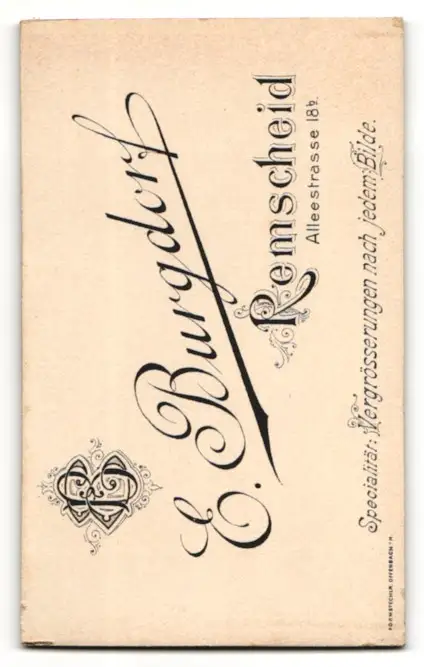 E. Burgdorf
Remscheid
Alleestrasse 18b.
Specialität: Vergrösserungen nach jedem Bilde.